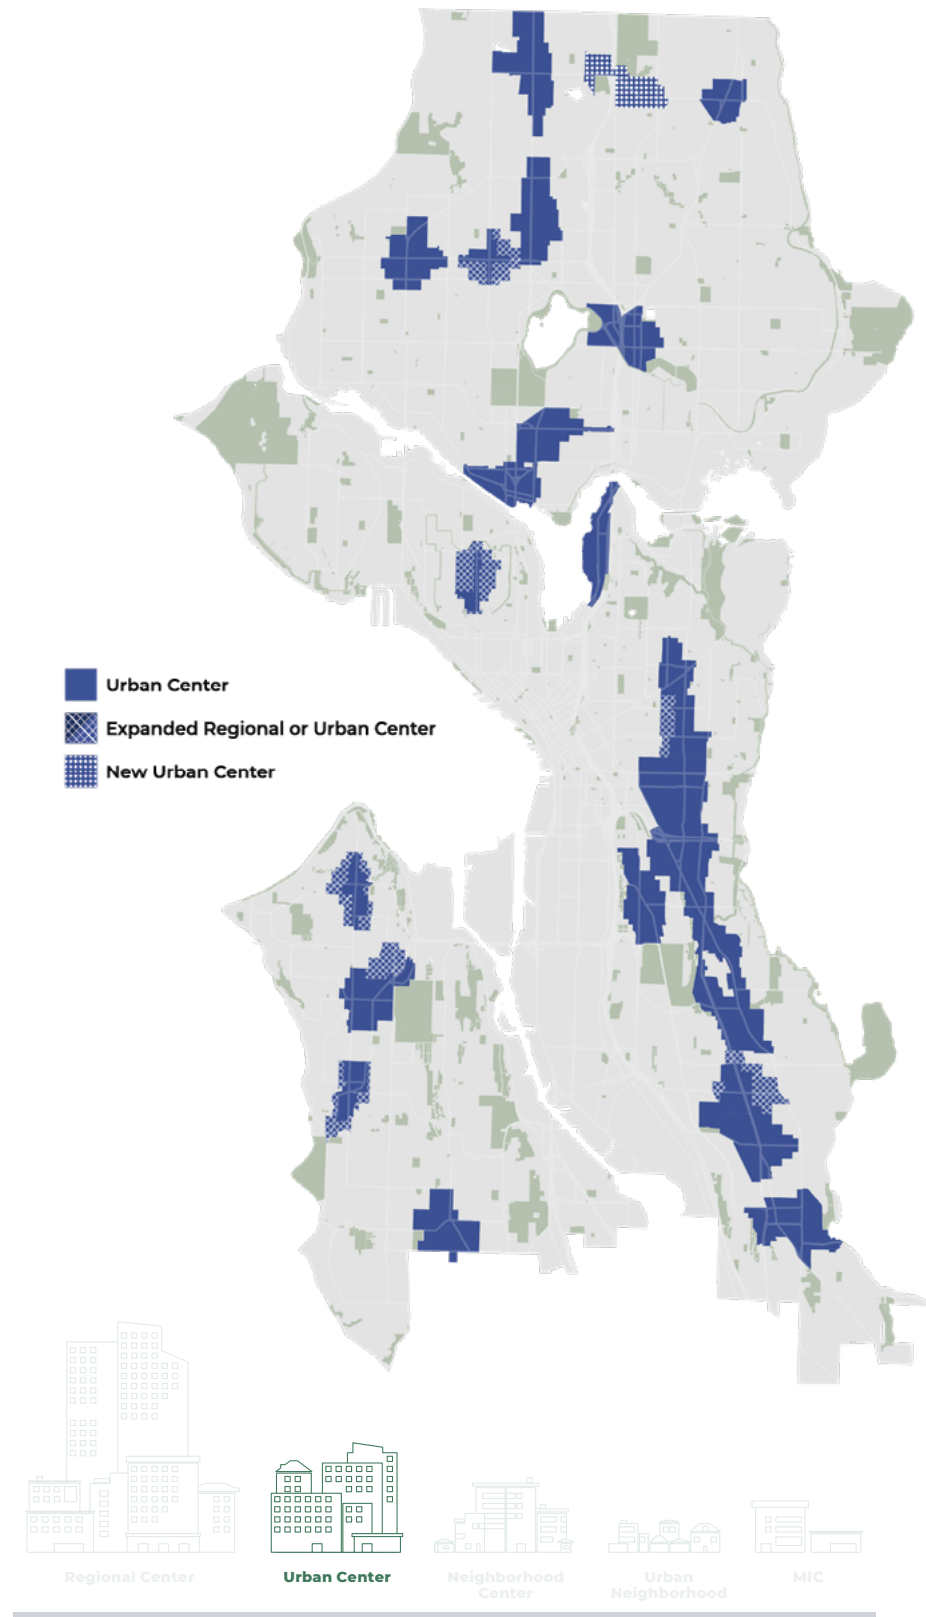 Urban Center
Expanded Regional or Urban Center
New Urban Center
Regional Center
Urban Center
Neighborhood
Center
Urban
Neighborhood
MIC